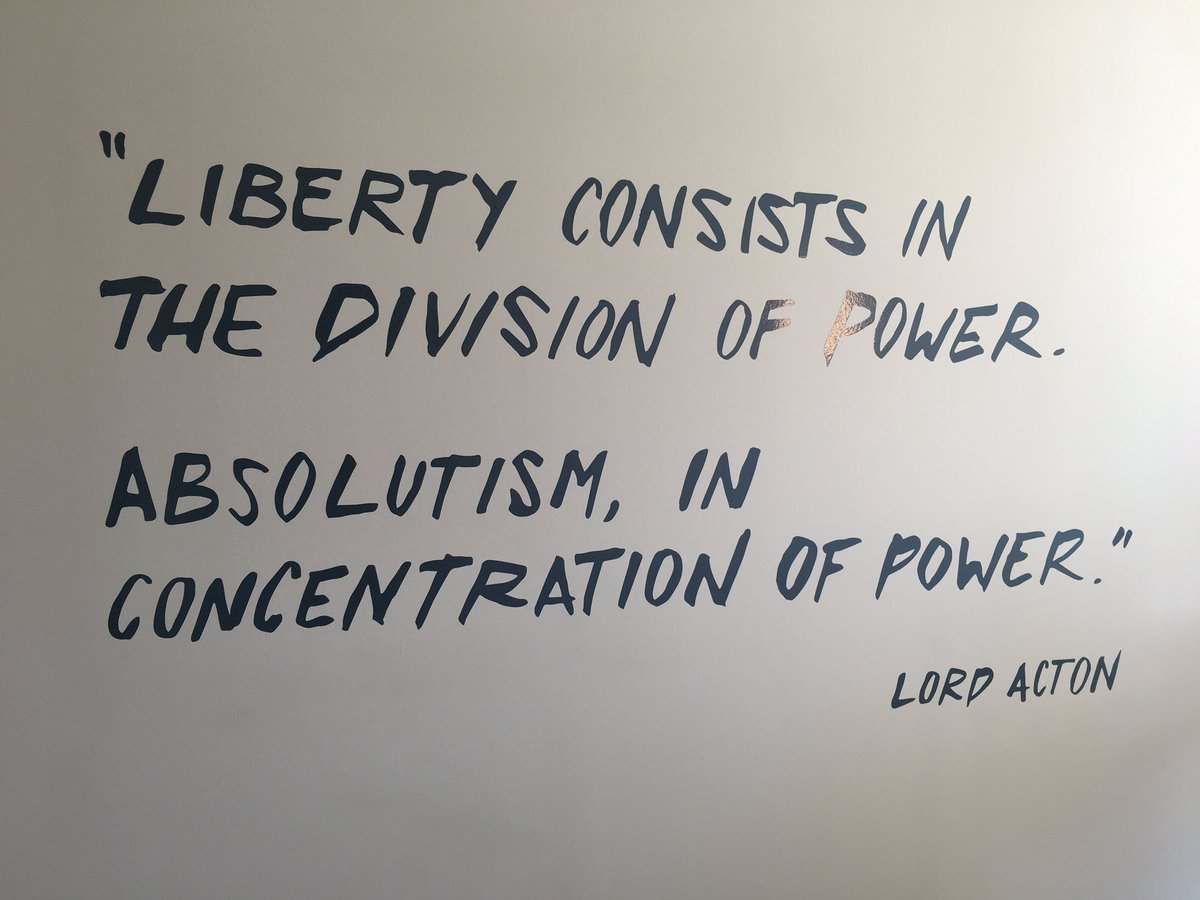 "LIBERTY CONSISTS IN
THE DIVISION OF POWER.
ABSOLUTISM, IN
CONCENTRATION OF POWER."
LORD ACTON